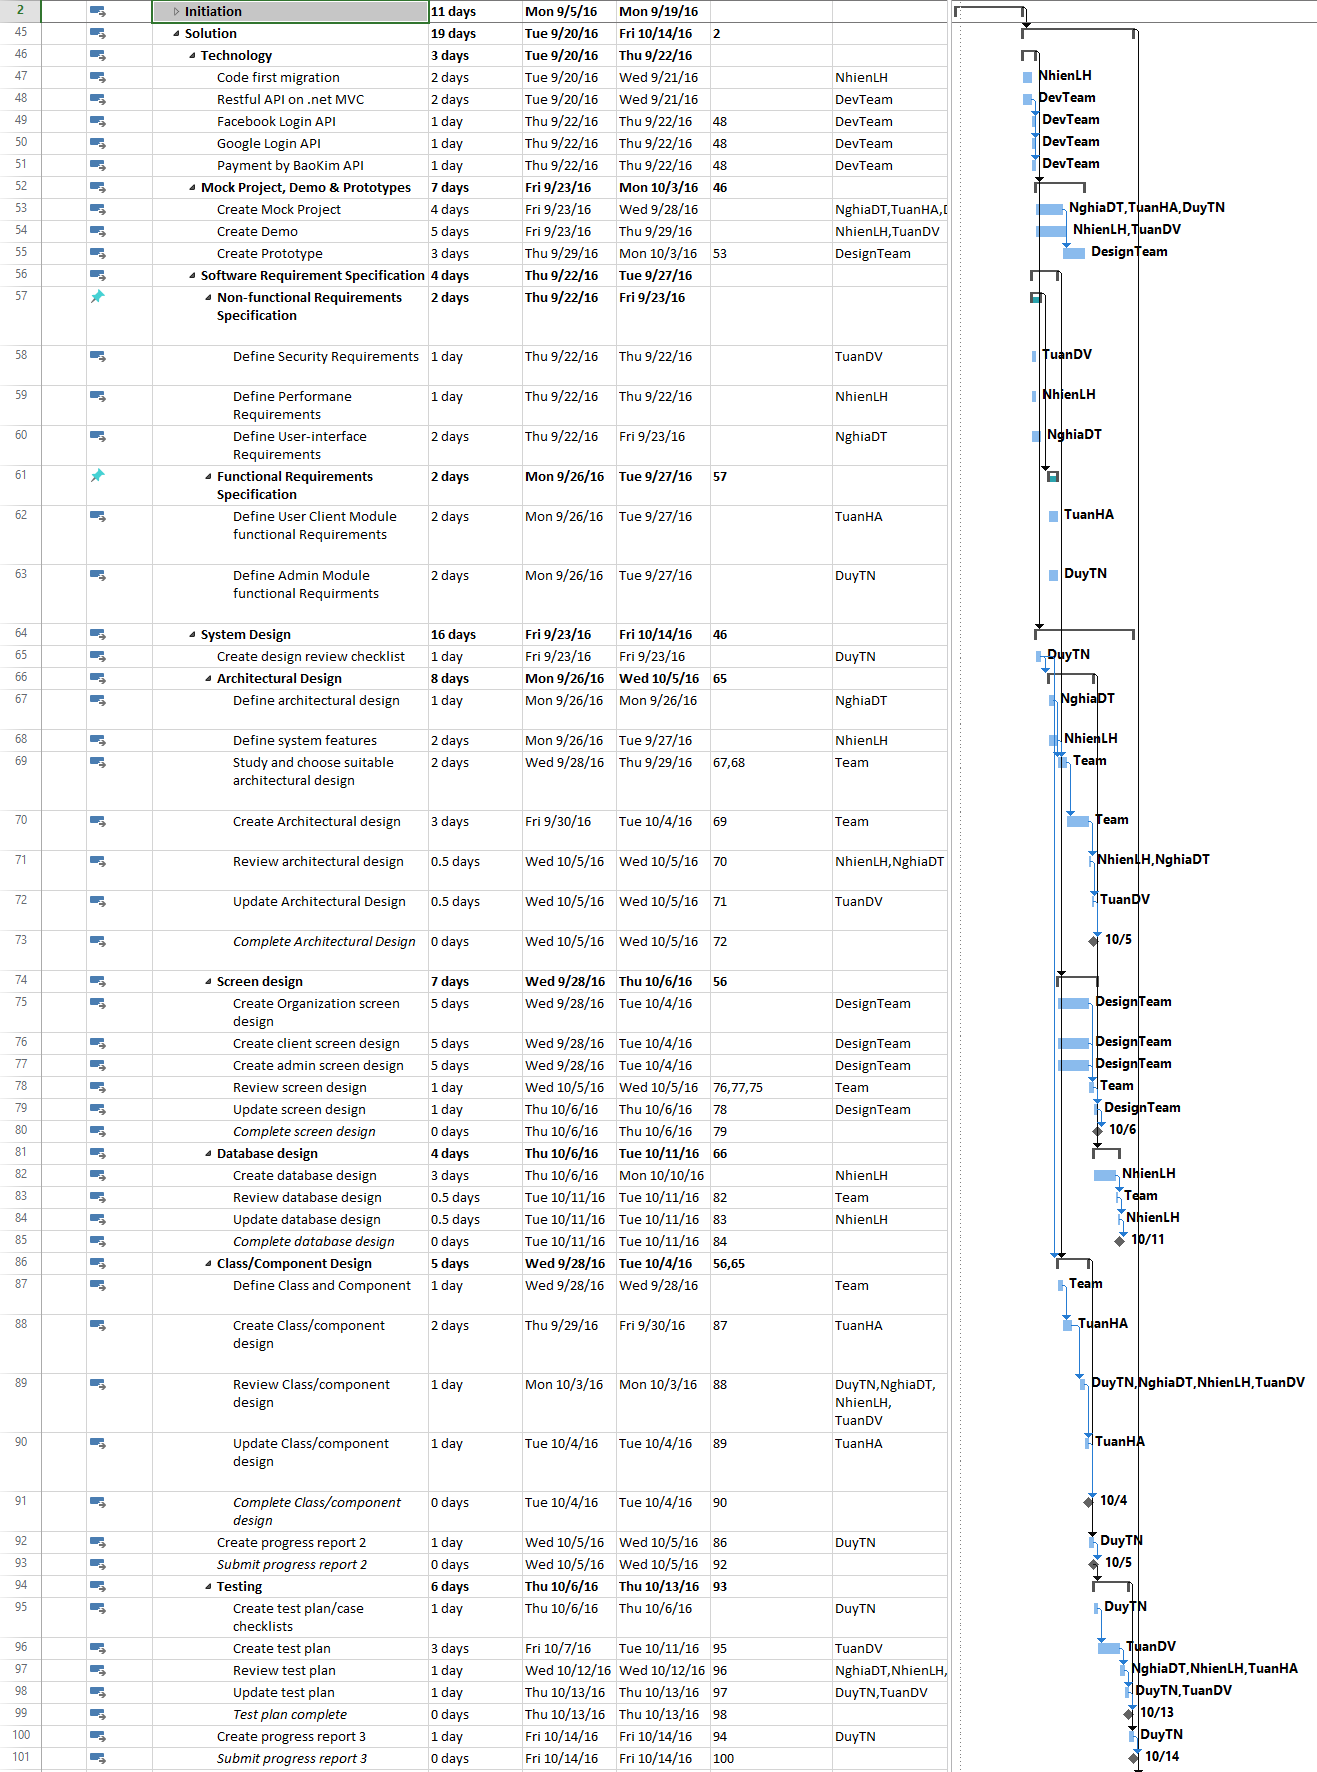 2 Initiation 11 days Mon 9/5/16 Mon 9/19/16
45 Solution 19 days Tue 9/20/16 Fri 10/14/16 2
46 Technology 3 days Tue 9/20/16 Thu 9/22/16
47 Code first migration 2 days Tue 9/20/16 Wed 9/21/16 NhienLH NhienLH
48 Restful API on .net MVC 2 days Tue 9/20/16 Wed 9/21/16 DevTeam DevTeam
49 Facebook Login API 1 day Thu 9/22/16 Thu 9/22/16 48 DevTeam DevTeam
50 Google Login API 1 day Thu 9/22/16 Thu 9/22/16 48 DevTeam DevTeam
51 Payment by BaoKim API 1 day Thu 9/22/16 Thu 9/22/16 48 DevTeam DevTeam
52 Mock Project, Demo & Prototypes 7 days Fri 9/23/16 Mon 10/3/16 46
53 Create Mock Project 4 days Fri 9/23/16 Wed 9/28/16 NghiaDT,TuanHA,D NghiaDT,TuanHA,DuyTN
54 Create Demo 5 days Fri 9/23/16 Thu 9/29/16 NhienLH,TuanDV NhienLH,TuanDV
55 Create Prototype 3 days Thu 9/29/16 Mon 10/3/16 53 DesignTeam DesignTeam
56 Software Requirement Specification 4 days Thu 9/22/16 Tue 9/27/16
57 Non-functional Requirements 2 days Thu 9/22/16 Fri 9/23/16
Specification
58 Define Security Requirements 1 day Thu 9/22/16 Thu 9/22/16 TuanDV TuanDV
59 Define Performane 1 day Thu 9/22/16 Thu 9/22/16 NhienLH NhienLH
Requirements
60 Define User-interface 2 days Thu 9/22/16 Fri 9/23/16 NghiaDT NghiaDT
Requirements
61 Functional Requirements 2 days Mon 9/26/16 Tue 9/27/16 57
Specification
62 Define User Client Module 2 days Mon 9/26/16 Tue 9/27/16 TuanHA TuanHA
functional Requirements
63 Define Admin Module 2 days Mon 9/26/16 Tue 9/27/16 DuyTN DuyTN
functional Requirments
64 System Design 16 days Fri 9/23/16 Fri 10/14/16 46
65 Create design review checklist 1 day Fri 9/23/16 Fri 9/23/16 DuyTN DuyTN
66 Architectural Design 8 days Mon 9/26/16 Wed 10/5/16 65
67 Define architectural design 1 day Mon 9/26/16 Mon 9/26/16 NghiaDT NghiaDT
68 Define system features 2 days Mon 9/26/16 Tue 9/27/16 NhienLH NhienLH
69 Study and choose suitable 2 days Wed 9/28/16 Thu 9/29/16 67,68 Team Team
architectural design
70 Create Architectural design 3 days Fri 9/30/16 Tue 10/4/16 69 Team Team
71 Review architectural design 0.5 days Wed 10/5/16 Wed 10/5/16 70 NhienLH,NghiaDT NhienLH,NghiaDT
72 Update Architectural Design 0.5 days Wed 10/5/16 Wed 10/5/16 71 TuanDV TuanDV
73 Complete Architectural Design 0 days Wed 10/5/16 Wed 10/5/16 72 10/5
74 Screen design 7 days Wed 9/28/16 Thu 10/6/16 56
75 Create Organization screen 5 days Wed 9/28/16 Tue 10/4/16 DesignTeam DesignTeam
design
76 Create client screen design 5 days Wed 9/28/16 Tue 10/4/16 DesignTeam DesignTeam
77 Create admin screen design 5 days Wed 9/28/16 Tue 10/4/16 DesignTeam DesignTeam
78 Review screen design 1 day Wed 10/5/16 Wed 10/5/16 76,77,75 Team Team
79 Update screen design 1 day Thu 10/6/16 Thu 10/6/16 78 DesignTeam DesignTeam
80 Complete screen design 0 days Thu 10/6/16 Thu 10/6/16 79 10/6
81 Database design 4 days Thu 10/6/16 Tue 10/11/16 66
82 Create database design 3 days Thu 10/6/16 Mon 10/10/16 NhienLH NhienLH
83 Review database design 0.5 days Tue 10/11/16 Tue 10/11/16 82 Team Team
84 Update database design 0.5 days Tue 10/11/16 Tue 10/11/16 83 NhienLH NhienLH
85 Complete database design 0 days Tue 10/11/16 Tue 10/11/16 84 10/11
86 Class/Component Design 5 days Wed 9/28/16 Tue 10/4/16 56,65
87 Define Class and Component 1 day Wed 9/28/16 Wed 9/28/16 Team Team
88 Create Class/component 2 days Thu 9/29/16 Fri 9/30/16 87 TuanHA TuanHA
design
89 Review Class/component 1 day Mon 10/3/16 Mon 10/3/16 88 DuyTN,NghiaDT, DuyTN,NghiaDT,NhienLH,TuanDV
design NhienLH,
TuanDV
90 Update Class/component 1 day Tue 10/4/16 Tue 10/4/16 89 TuanHA TuanHA
design
91 Complete Class/component 0 days Tue 10/4/16 Tue 10/4/16 90 10/4
design
92 Create progress report 2 1 day Wed 10/5/16 Wed 10/5/16 86 DuyTN DuyTN
93 Submit progress report 2 0 days Wed 10/5/16 Wed 10/5/16 92 10/5
94 Testing 6 days Thu 10/6/16 Thu 10/13/16 93
95 Create test plan/case 1 day Thu 10/6/16 Thu 10/6/16 DuyTN DuyTN
checklists
96 Create test plan 3 days Fri 10/7/16 Tue 10/11/16 95 TuanDV TuanDV
97 Review test plan 1 day Wed 10/12/16 Wed 10/12/16 96 NghiaDT,NhienLH, NghiaDT,NhienLH,TuanHA
98 Update test plan 1 day Thu 10/13/16 Thu 10/13/16 97 DuyTN,TuanDV DuyTN,TuanDV
99 Test plan complete 0 days Thu 10/13/16 Thu 10/13/16 98 10/13
100 Create progress report 3 1 day Fri 10/14/16 Fri 10/14/16 94 DuyTN DuyTN
101 Submit progress report 3 0 days Fri 10/14/16 Fri 10/14/16 100 10/14